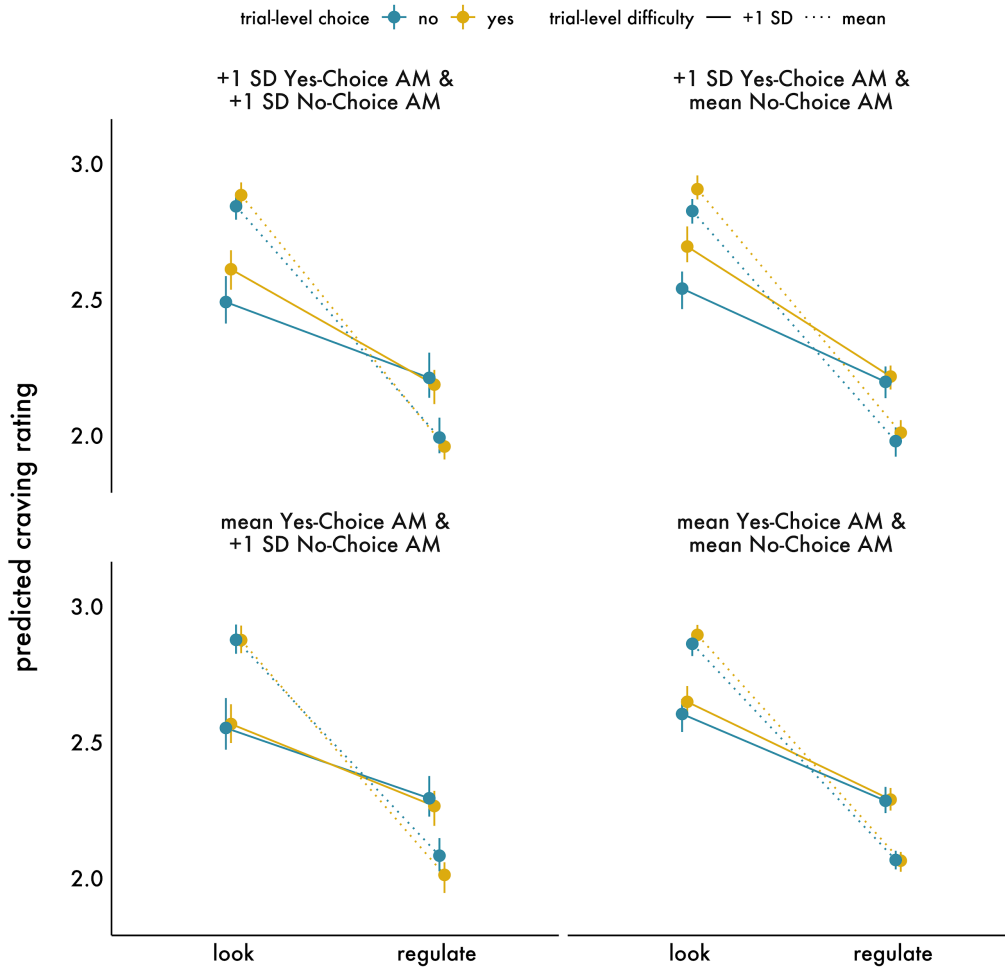 trial-level choice no yes trial-level difficulty +1 SD mean
+1 SD Yes-Choice AM &
+1 SD No-Choice AM
+1 SD Yes-Choice AM &
mean No-Choice AM
3.0
2.5
2.0
predicted craving rating
mean Yes-Choice AM &
+1 SD No-Choice AM
mean Yes-Choice AM &
mean No-Choice AM
3.0
2.5
2.0
look regulate look regulate